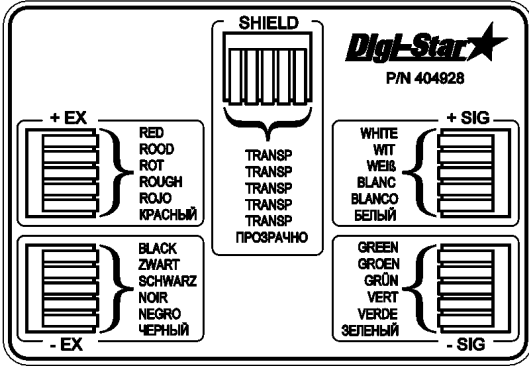 SHIELD
Digi-Star
P/N 404928
TRANSP
TRANSP
TRANSP
TRANSP
TRANSP
ПРОЗРАЧНО
+ EX
RED
ROOD
ROT
ROUGH
ROJO
КРАСНЫЙ
+ SIG
WHITE
WIT
WEIß
BLANC
BLANCO
БЕЛЫЙ
BLACK
ZWART
SCHWARZ
NOIR
NEGRO
ЧЕРНЫЙ
- EX
GREEN
GROEN
GRÜN
VERT
VERDE
ЗЕЛЕНЫЙ
- SIG